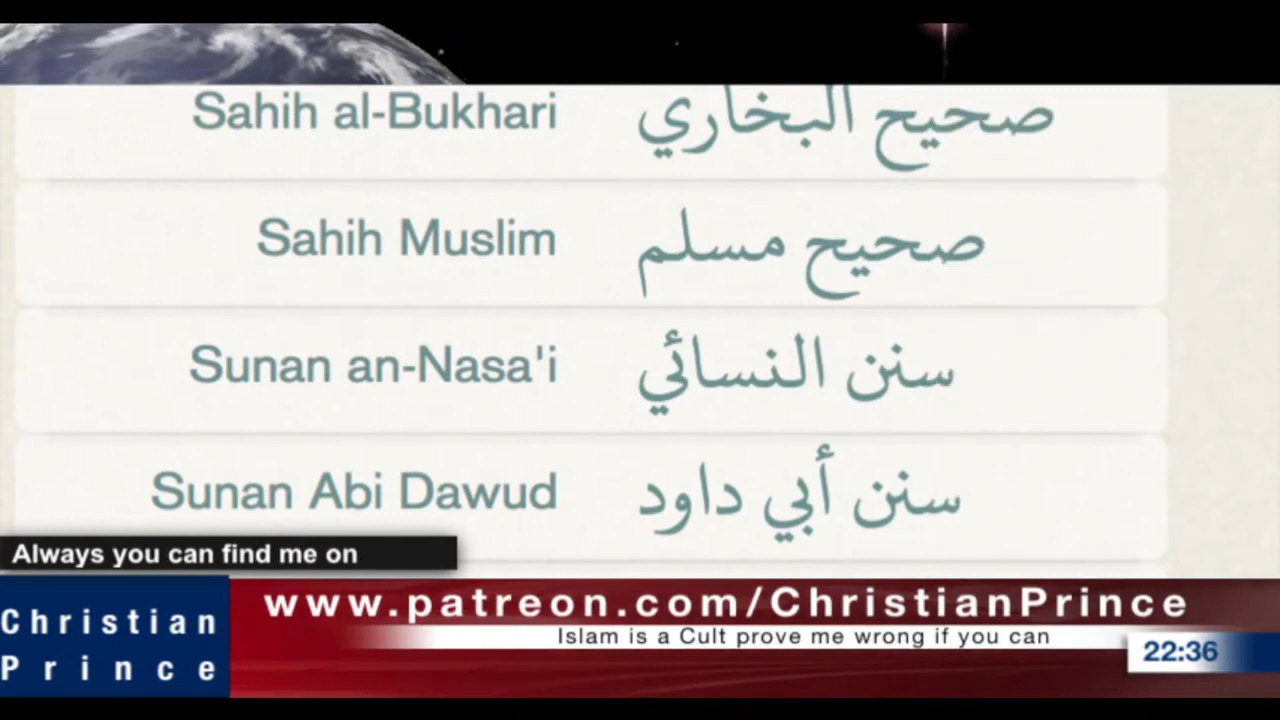 Sahih al-Bukhari صحيح البخاري
Sahih Muslim صحيح مسلم
Sunan an-Nasa'i سنن النسائي
Sunan Abi Dawud سنن أبي داود
Always you can find me on
Christian
Prince
www.patreon.com/ChristianPrince
Islam is a Cult prove me wrong if you can
22:36